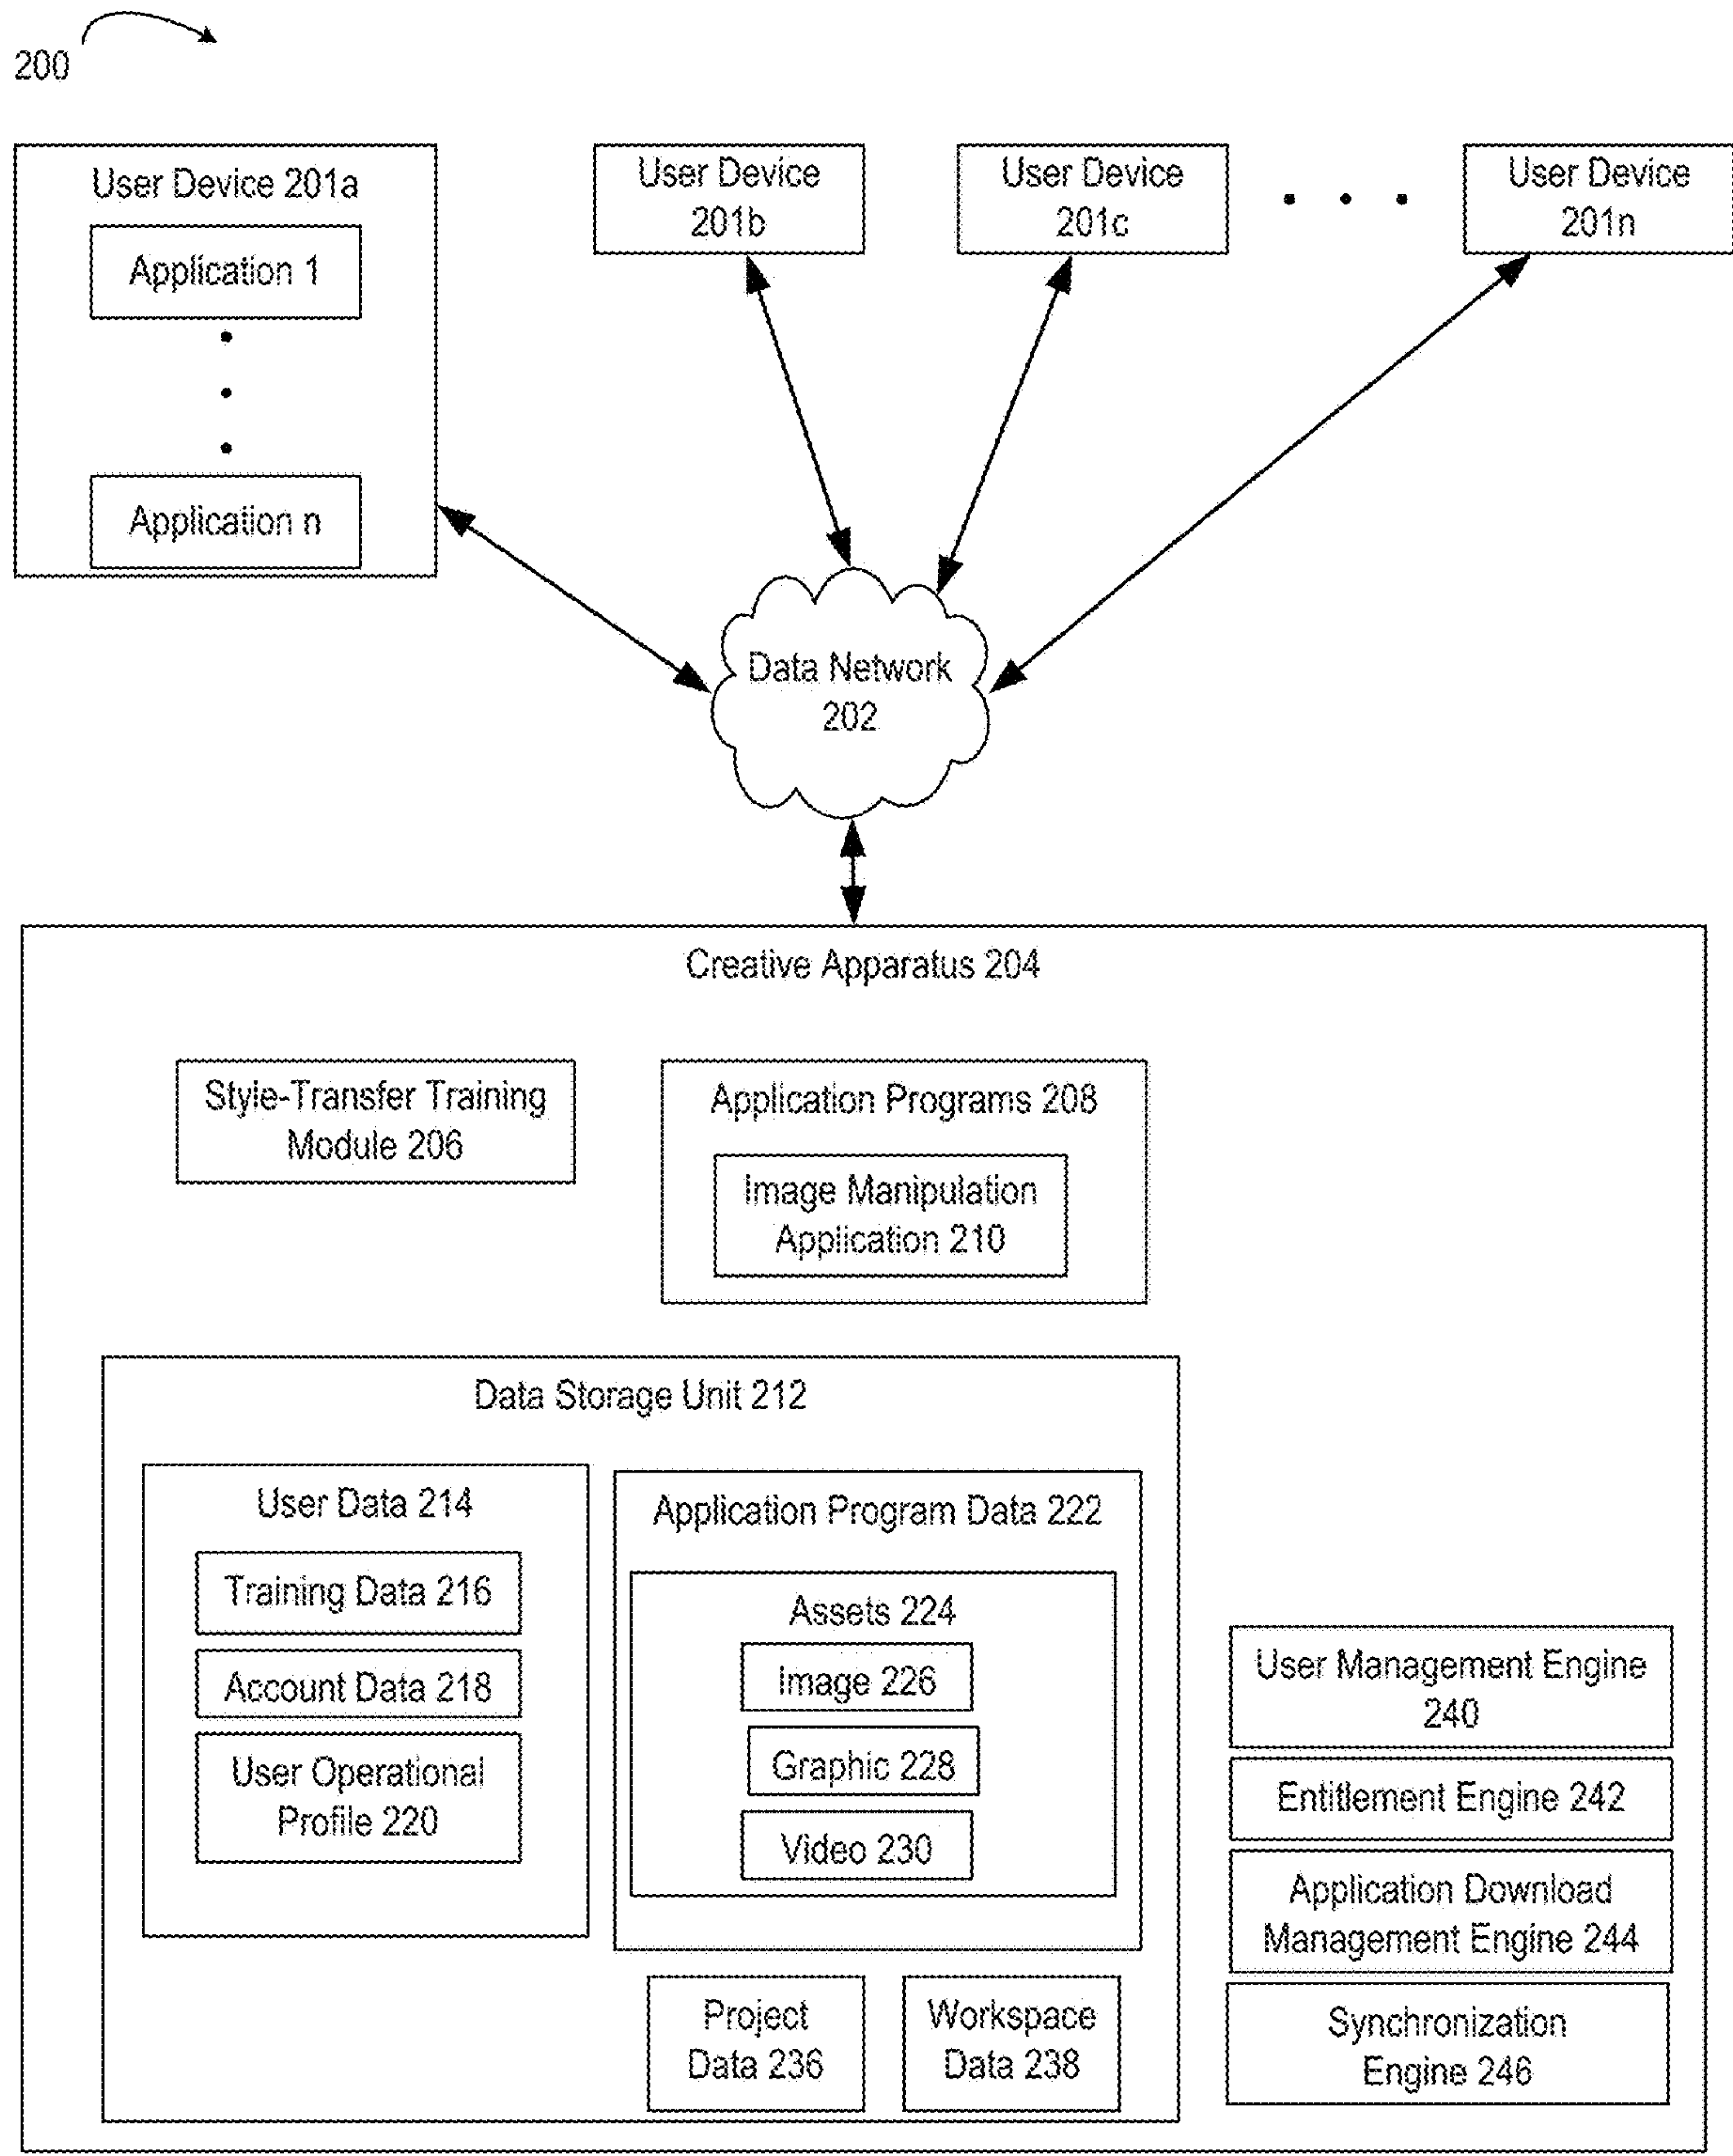 200
User Device 201a
Application 1
Application n
User Device
201b
User Device
201c
User Device
201n
Data Network
202
Creative Apparatus 204
Style-Transfer Training
Module 206
Application Programs 208
Image Manipulation
Application 210
Data Storage Unit 212
User Data 214
Training Data 216
Account Data 218
User Operational
Profile 220
Application Program Data 222
Assets 224
Image 226
Graphic 228
Video 230
Project
Data 236
Workspace
Data 238
User Management Engine
240
Entitlement Engine 242
Application Download
Management Engine 244
Synchronization
Engine 246